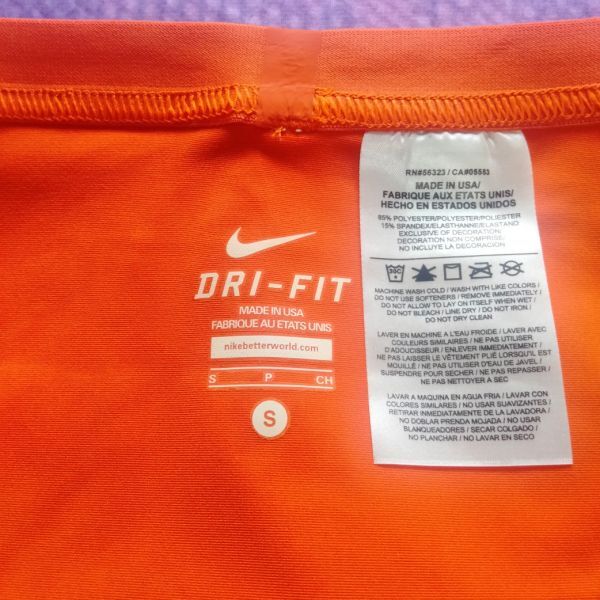 DRI-FIT
MADE IN USA
FABRIQUE AU ETATS UNIS
nikebetterworld.com
S P CH
S
RN#56323 / CA#05553
MADE IN USA/
FABRIQUE AUX ETATS UNIS/
HECHO EN ESTADOS UNIDOS
85% POLYESTER/POLYESTER/POLIESTER
15% SPANDEX/ELASTHANNE/ELASTANO
EXCLUSIVE OF DECORATION.
DECORATION NON COMPRISE.
NO INCLUYE EL DECORADO.
30C
MACHINE WASH COLD / WASH WITH LIKE COLORS /
DO NOT USE SOFTENERS / REMOVE IMMEDIATELY /
DO NOT ALLOW TO LAY ON ITSELF WHEN WET /
DO NOT BLEACH / LINE DRY / DO NOT IRON /
DO NOT DRY CLEAN
LAVER EN MACHINE A L'EAU FROIDE / LAVER AVEC
COULEURS SIMILAIRES / NE PAS UTILISER
D'ADOUCISSEUR / ENLEVER IMMEDIATEMENT /
NE PAS LAISSER LE VÊTEMENT PLIÉ LORSQU'IL EST
MOUILLÉ / NE PAS UTILISER D'EAU DE JAVEL /
SUSPENDRE POUR SECHER / NE PAS REPASSER /
NE PAS NETTOYER A SEC
LAVAR A MAQUINA EN AGUA FRIA / LAVAR CON
COLORES SIMILARES / NO USAR SUAVIZANTES /
RETIRAR INMEDIATAMENTE DE LA LAVADORA /
NO DOBLAR PRENDA MOJADA / NO USAR
BLANQUEADORES / SECAR COLGADO /
NO PLANCHAR / NO LAVAR EN SECO